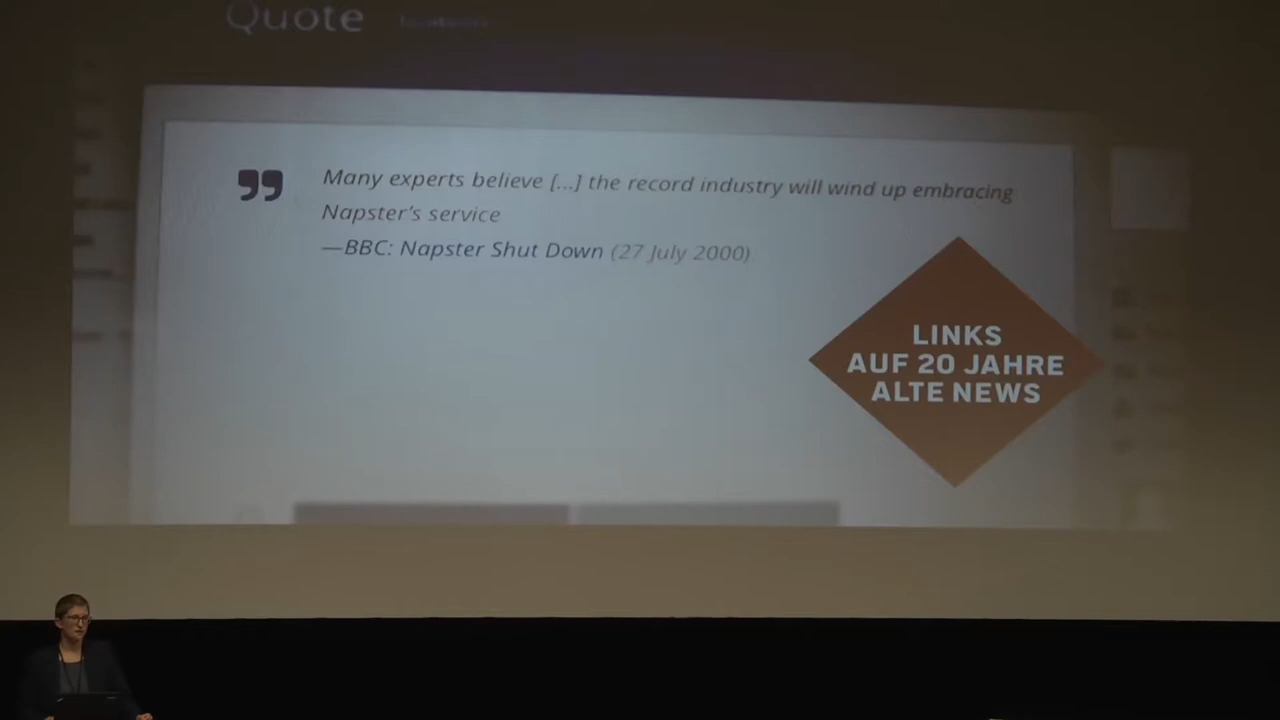 Quote
Many experts believe [...] the record industry will wind up embracing
Napster’s service
—BBC: Napster Shut Down (27 July 2000)
LINKS
AUF 20 JAHRE
ALTE NEWS